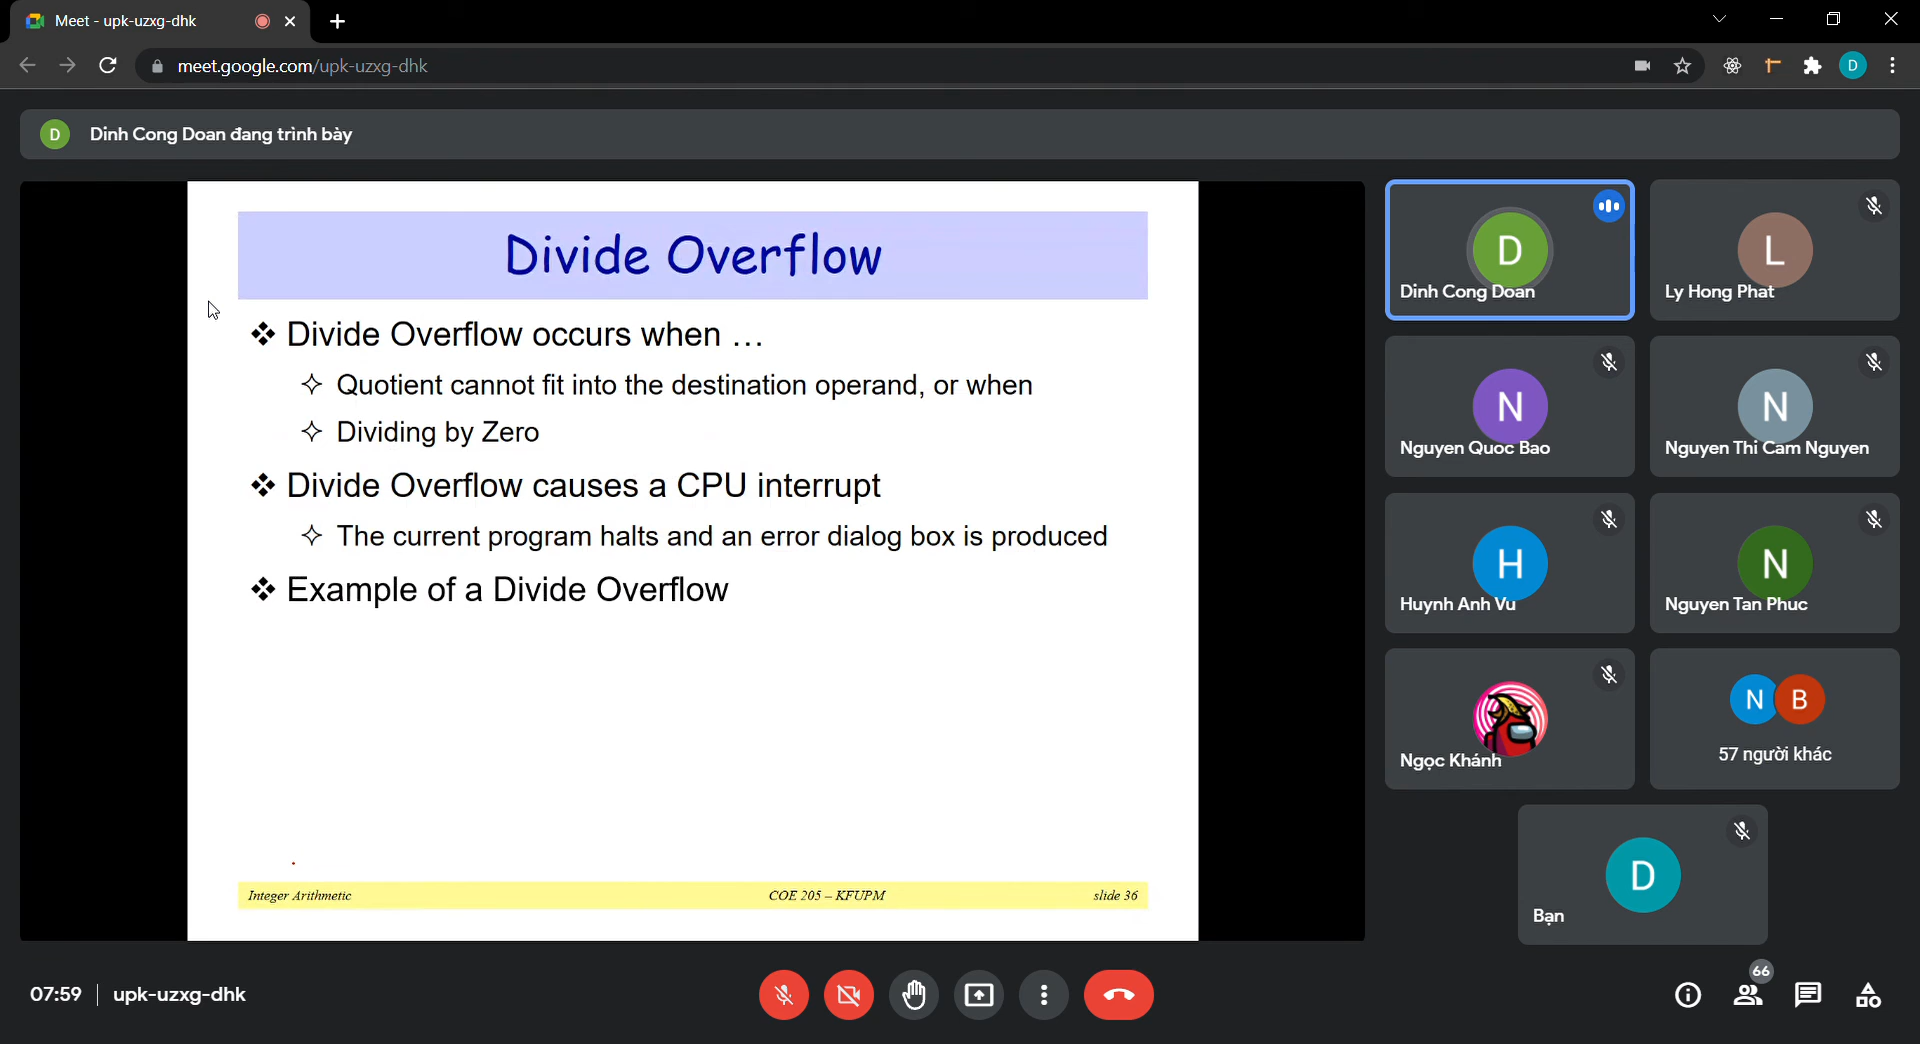 Meet - upk-uzxg-dhk
meet.google.com/upk-uzxg-dhk
D
D
Dinh Cong Doan đang trình bày
Divide Overflow
Divide Overflow occurs when …
Quotient cannot fit into the destination operand, or when
Dividing by Zero
Divide Overflow causes a CPU interrupt
The current program halts and an error dialog box is produced
Example of a Divide Overflow
Integer Arithmetic
COE 205 – KFUPM
slide 36
D
Dinh Cong Doan
L
Ly Hong Phat
N
Nguyen Quoc Bao
N
Nguyen Thi Cam Nguyen
H
Huynh Anh Vu
N
Nguyen Tan Phuc
Ngọc Khánh
N
B
57 người khác
D
Bạn
07:59
upk-uzxg-dhk
66